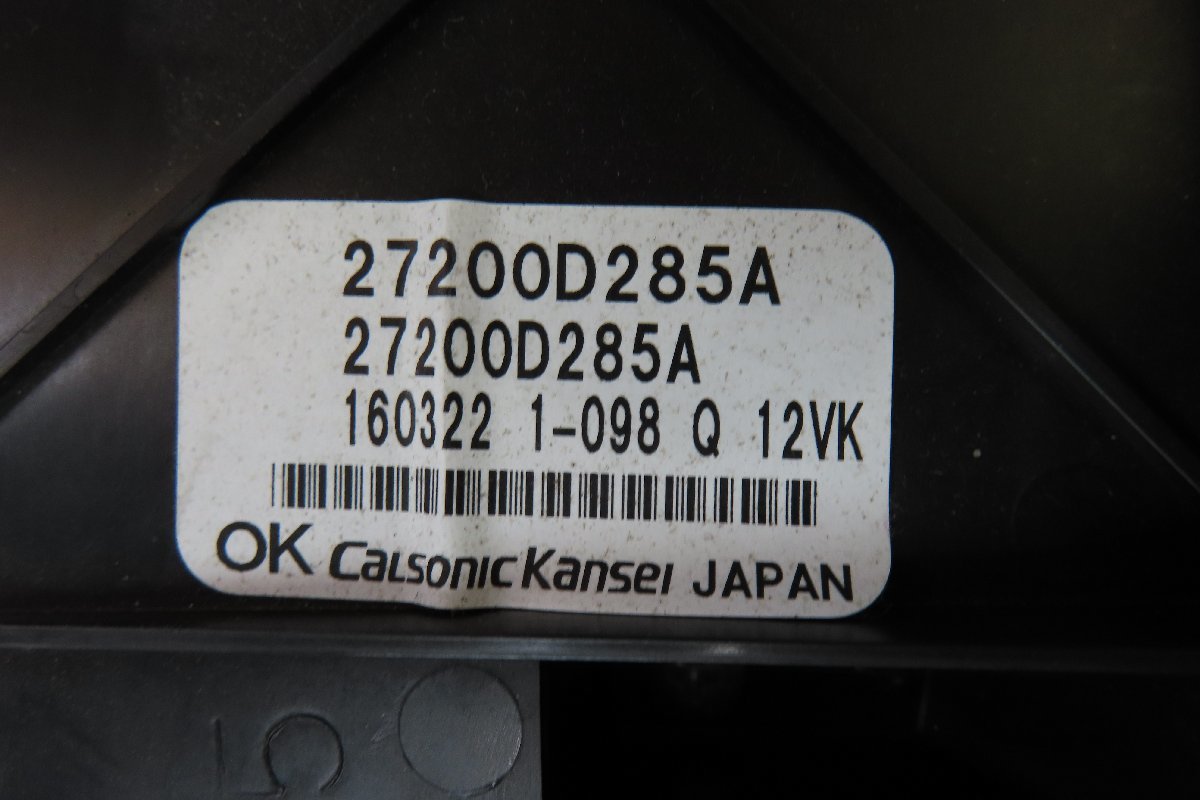 27200D285A
27200D285A
160322 1-098 Q 12VK
OK CalsonicKansei JAPAN